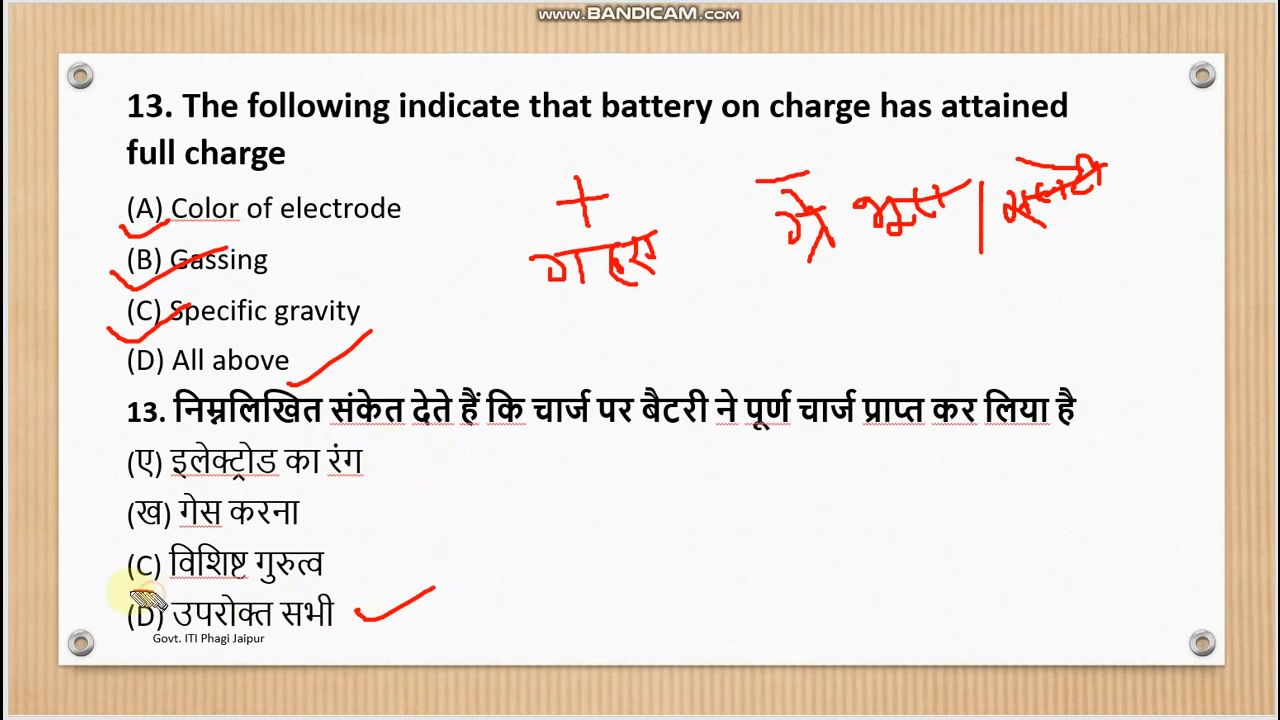 www.BANDICAM.com
13. The following indicate that battery on charge has attained
full charge
(A) Color of electrode
(B) Gassing
(C) Specific gravity
(D) All above
+
13. निम्नलिखित संकेत देते हैं कि चार्ज पर बैटरी ने पूर्ण चार्ज प्राप्त कर लिया है
(ए) इलेक्ट्रोड का रंग
(ख) गेस करना
(C) विशिष्ट गुरुत्व
(D) उपरोक्त सभी
Govt. ITI Phagi Jaipur